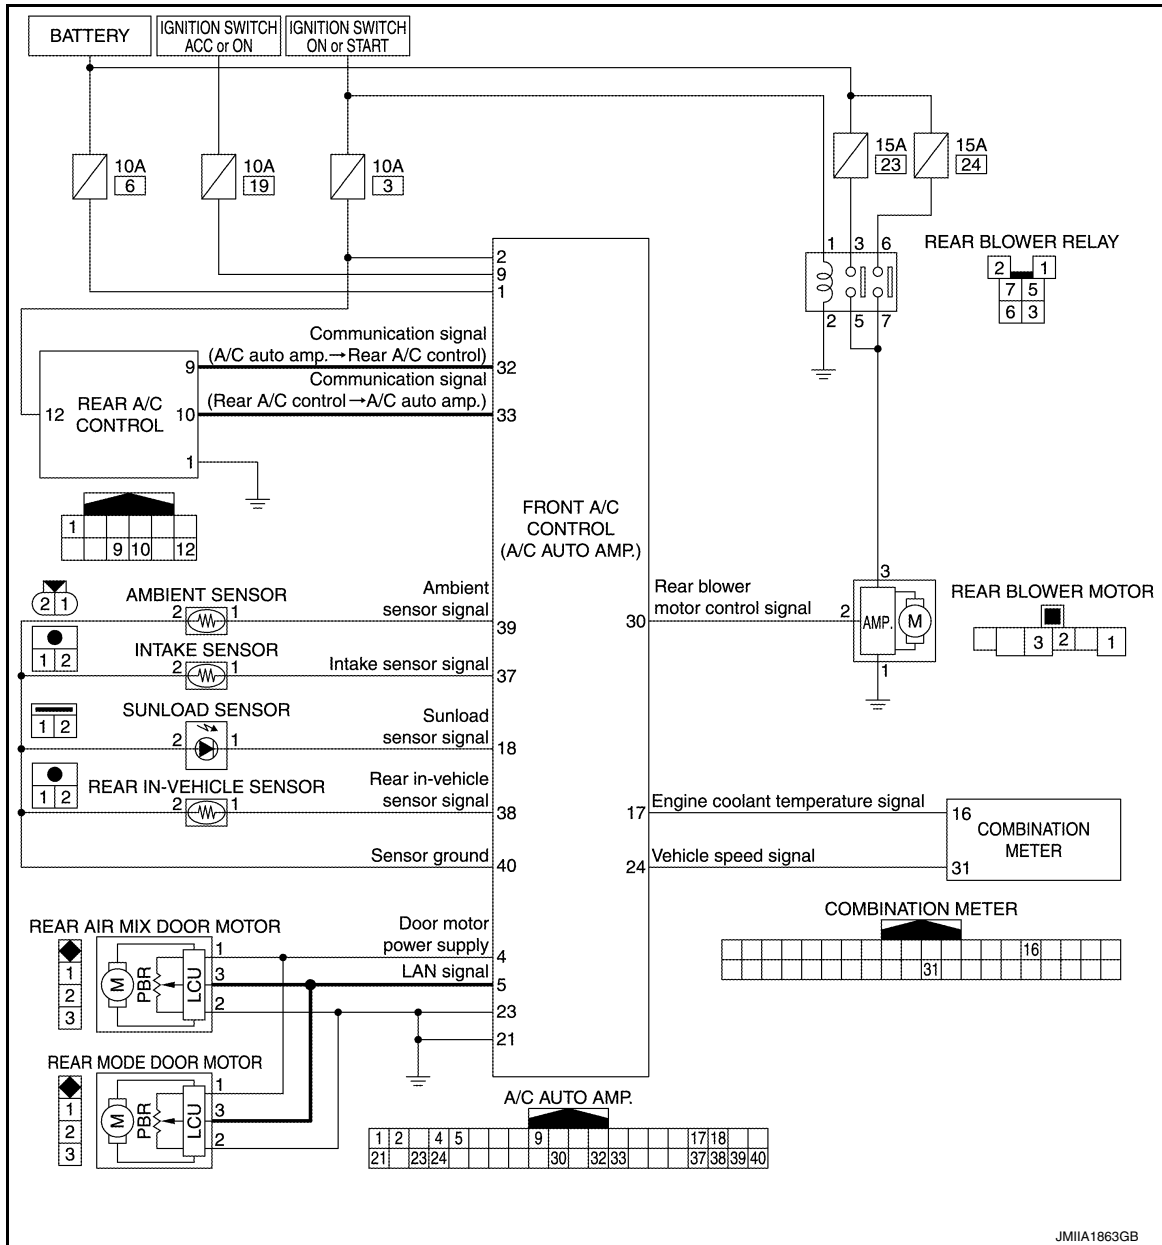 BATTERY
IGNITION SWITCH
ACC or ON
IGNITION SWITCH
ON or START
10A
6
10A
19
10A
3
15A
23
15A
24
1 3 6
2 5 7
REAR BLOWER RELAY
2 1
7 5
6 3
2
9
1
Communication signal
(A/C auto amp.→Rear A/C control)
9
32
Communication signal
(Rear A/C control→A/C auto amp.)
10
33
12
REAR A/C
CONTROL
1
1
9 10 12
FRONT A/C
CONTROL
(A/C AUTO AMP.)
2 1
AMBIENT SENSOR
2 1
Ambient
sensor signal
39
1 2
INTAKE SENSOR
2 1
Intake sensor signal
37
1 2
SUNLOAD SENSOR
2 1
Sunload
sensor signal
18
1 2
REAR IN-VEHICLE SENSOR
2 1
Rear in-vehicle
sensor signal
38
Sensor ground
40
30
Rear blower
motor control signal
3
2
AMP.
M
1
REAR BLOWER MOTOR
3 2 1
17
Engine coolant temperature signal
16
24
Vehicle speed signal
31
COMBINATION
METER
COMBINATION METER
16
31
REAR AIR MIX DOOR MOTOR
1
2
3
M
PBR
LCU
1
3
2
Door motor
power supply
4
LAN signal
5
23
21
REAR MODE DOOR MOTOR
1
2
3
M
PBR
LCU
1
3
2
A/C AUTO AMP.
1 2 4 5 9 17 18
21 23 24 30 32 33 37 38 39 40
JMIIA1863GB